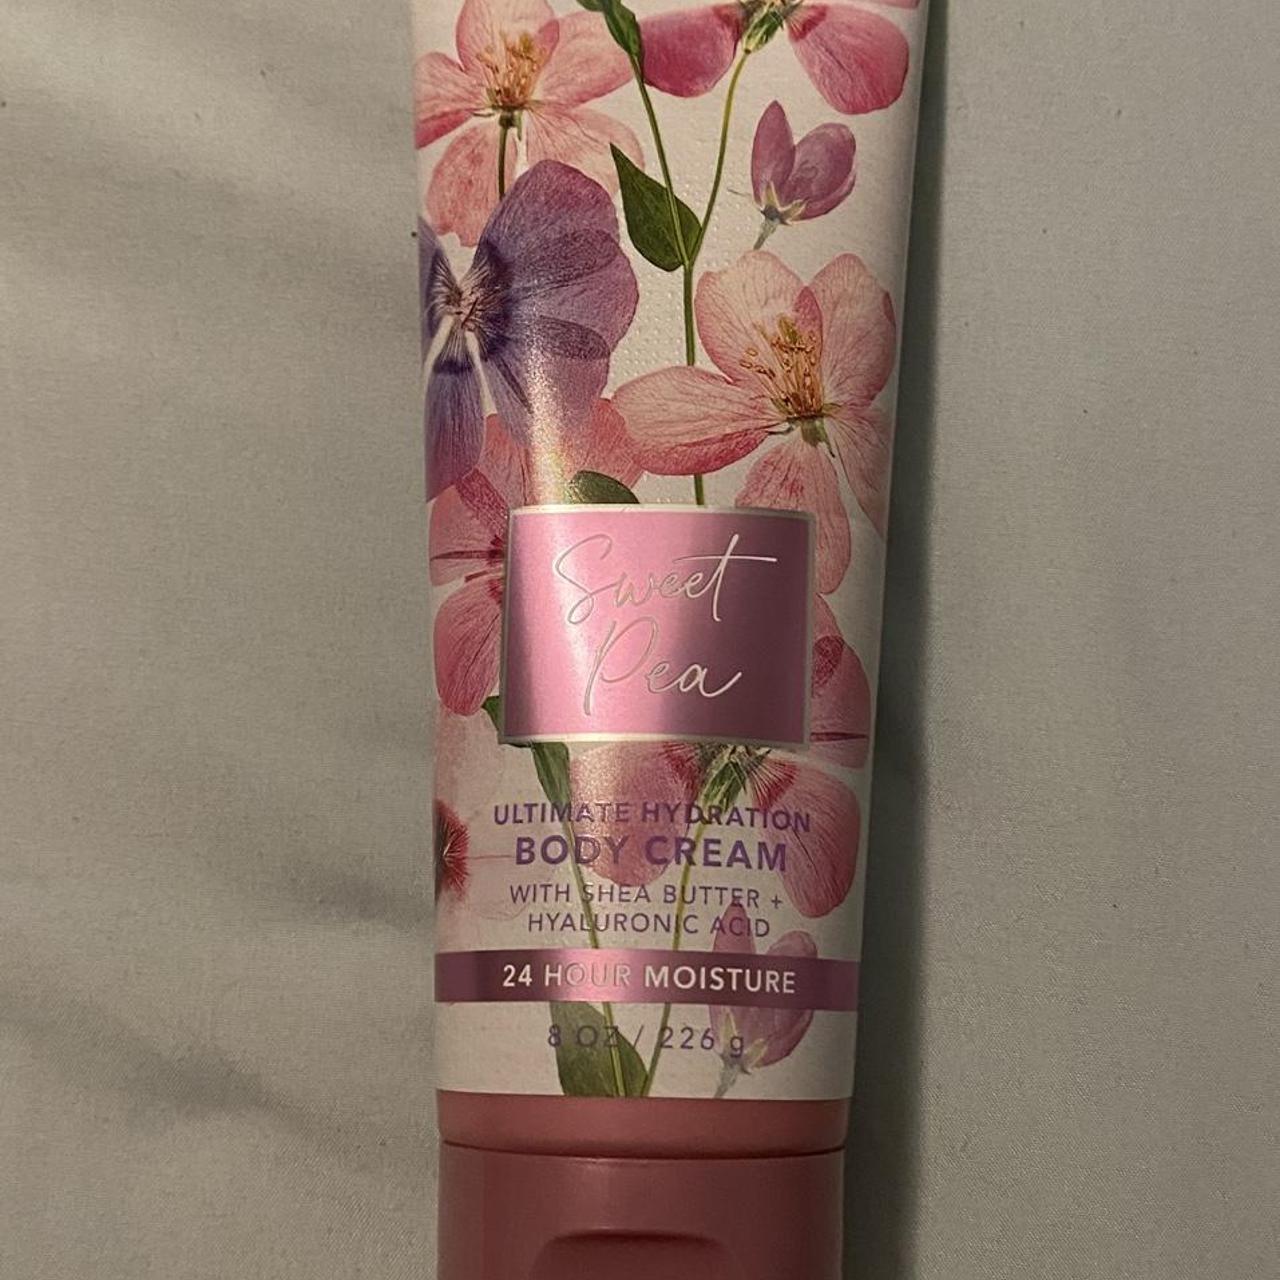 Sweet
Pea
ULTIMATE HYDRATION
BODY CREAM
WITH SHEA BUTTER +
HYALURONIC ACID
24 HOUR MOISTURE
8 OZ / 226 g